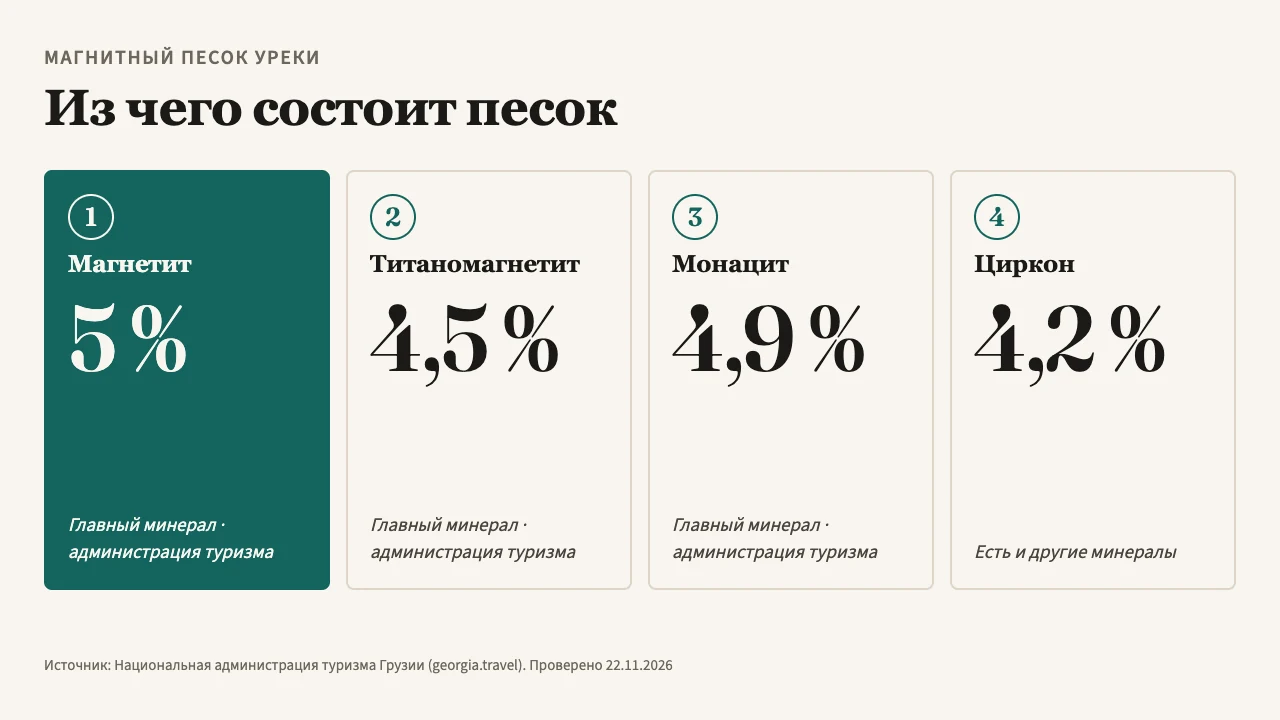 МАГНИТНЫЙ ПЕСОК УРЕКИ
Из чего состоит песок
1
Магнетит
5 %
Главный минерал ·
администрация туризма
2
Титаномагнетит
4,5 %
Главный минерал ·
администрация туризма
3
Монацит
4,9 %
Главный минерал ·
администрация туризма
4
Циркон
4,2 %
Есть и другие минералы
Источник: Национальная администрация туризма Грузии (georgia.travel). Проверено 22.11.2026